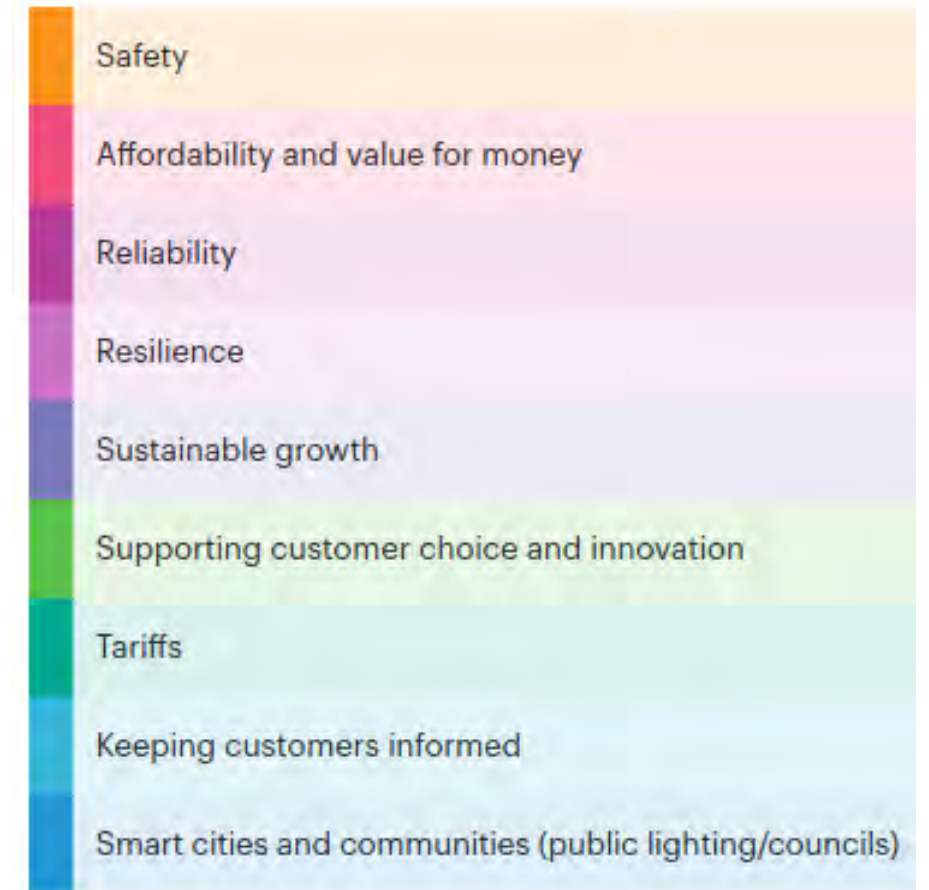 Safety
Affordability and value for money
Reliability
Resilience
Sustainable growth
Supporting customer choice and innovation
Tariffs
Keeping customers informed
Smart cities and communities (public lighting/councils)